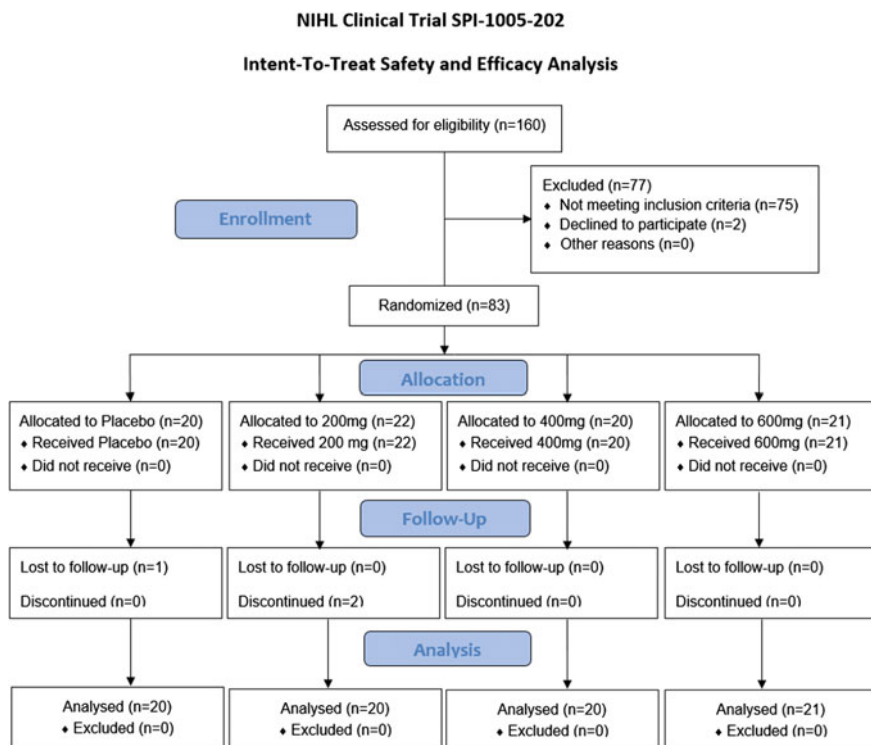 NIHL Clinical Trial SPI-1005-202
Intent-To-Treat Safety and Efficacy Analysis
Assessed for eligibility (n=160)
Excluded (n=77)
♦ Not meeting inclusion criteria (n=75)
♦ Declined to participate (n=2)
♦ Other reasons (n=0)
Enrollment
Randomized (n=83)
Allocation
Allocated to Placebo (n=20)
♦ Received Placebo (n=20)
♦ Did not receive (n=0)
Allocated to 200mg (n=22)
♦ Received 200 mg (n=22)
♦ Did not receive (n=0)
Allocated to 400mg (n=20)
♦ Received 400mg (n=20)
♦ Did not receive (n=0)
Allocated to 600mg (n=21)
♦ Received 600mg (n=21)
♦ Did not receive (n=0)
Follow-Up
Lost to follow-up (n=1)
Discontinued (n=0)
Lost to follow-up (n=0)
Discontinued (n=2)
Lost to follow-up (n=0)
Discontinued (n=0)
Lost to follow-up (n=0)
Discontinued (n=0)
Analysis
Analysed (n=20)
♦ Excluded (n=0)
Analysed (n=20)
♦ Excluded (n=0)
Analysed (n=20)
♦ Excluded (n=0)
Analysed (n=21)
♦ Excluded (n=0)